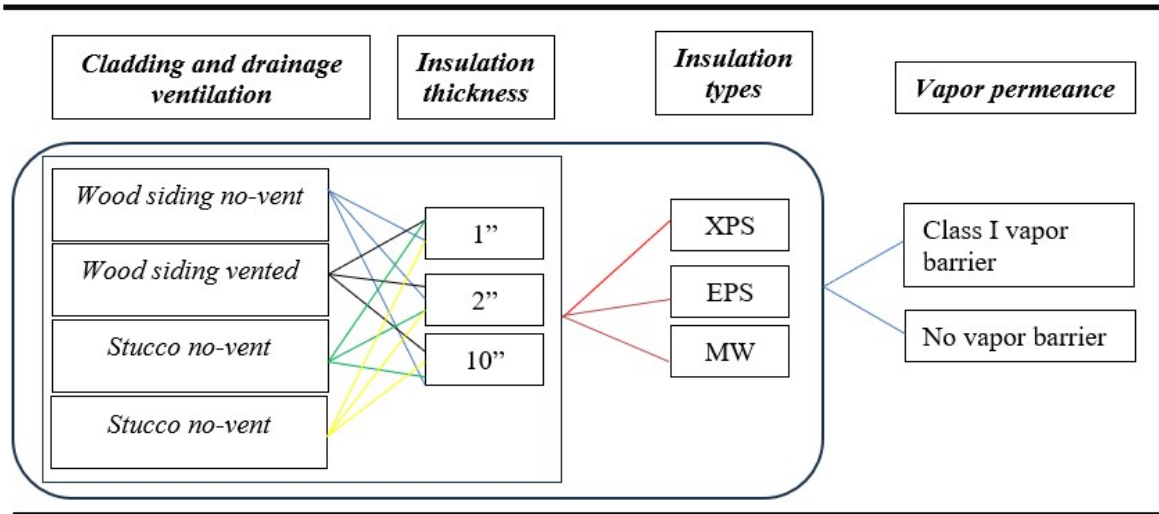 Cladding and drainage
ventilation
Insulation
thickness
Insulation
types
Vapor permeance
Wood siding no-vent
Wood siding vented
Stucco no-vent
Stucco no-vent
1”
2”
10”
XPS
EPS
MW
Class I vapor
barrier
No vapor barrier